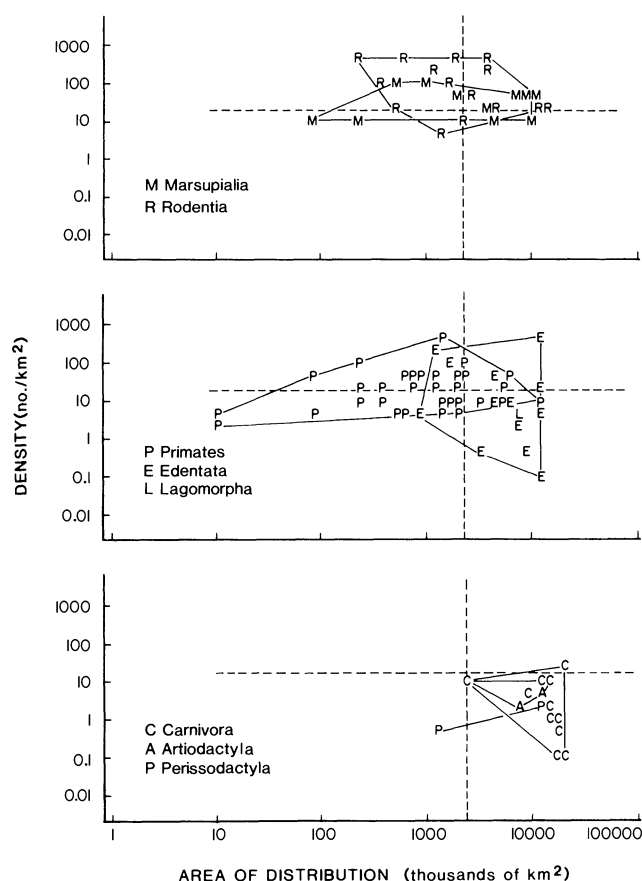 1000
100
10
1
0.1
0.01
M Marsupialia
R Rodentia
1000
100
10
1
0.1
0.01
P Primates
E Edentata
L Lagomorpha
DENSITY (no./km²)
1000
100
10
1
0.1
0.01
C Carnivora
A Artiodactyla
P Perissodactyla
1 10 100 1000 10000 100000
AREA OF DISTRIBUTION (thousands of km²)